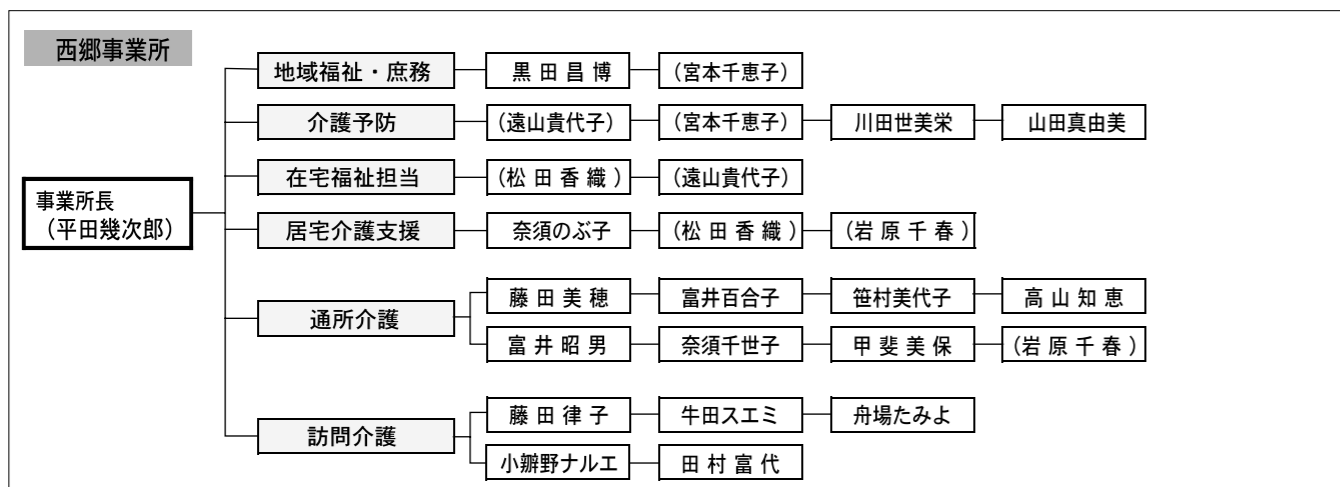 西郷事業所
地域福祉・庶務 黒田昌博 (宮本千恵子)
介護予防 (遠山貴代子) (宮本千恵子) 川田世美栄 山田真由美
在宅福祉担当 (松田香織) (遠山貴代子)
事業所長
(平田幾次郎)
居宅介護支援 奈須のぶ子 (松田香織) (岩原千春)
通所介護
藤田美穂 富井百合子 笹村美代子 高山知恵
富井昭男 奈須千世子 甲斐美保 (岩原千春)
訪問介護
藤田律子 牛田スエミ 舟場たみよ
小辧野ナルエ 田村富代